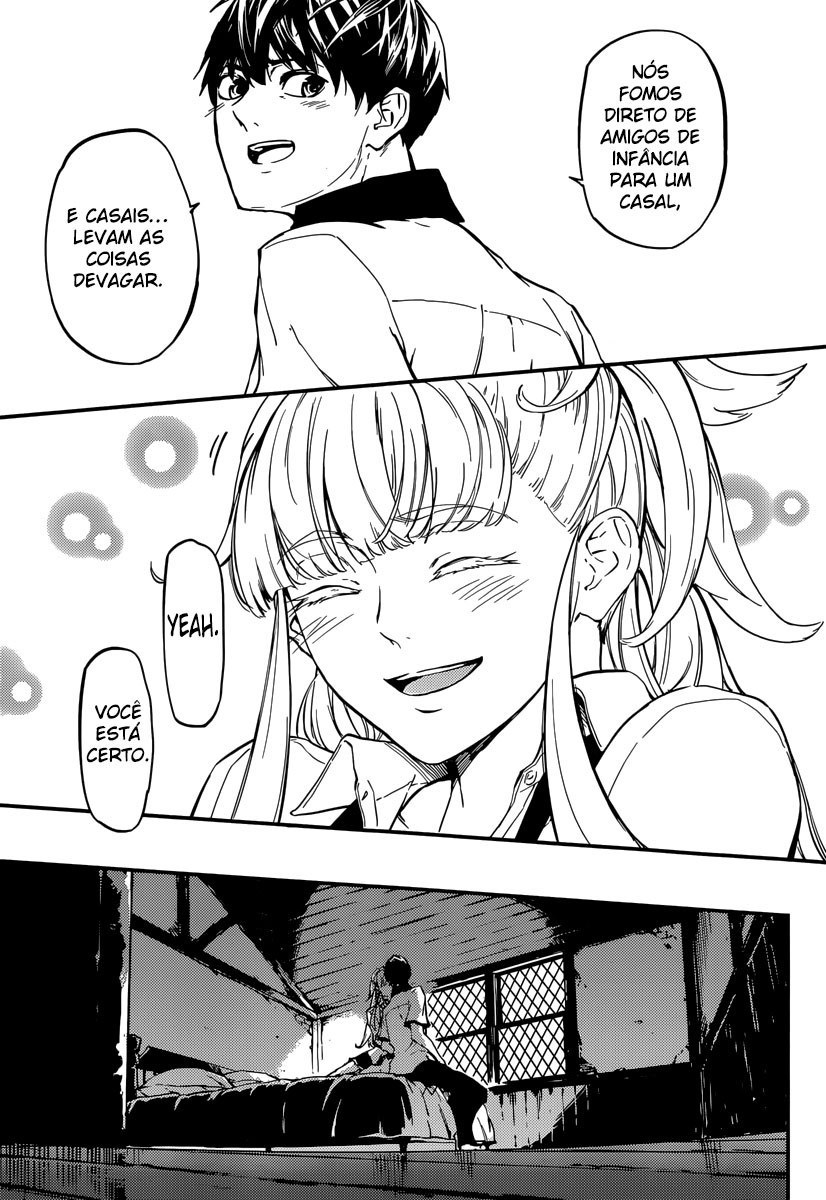 NÓS
FOMOS
DIRETO DE
AMIGOS DE
INFÂNCIA
PARA UM
CASAL,
E CASAIS...
LEVAM AS
COISAS
DEVAGAR.
YEAH.
VOCÊ
ESTÁ
CERTO.